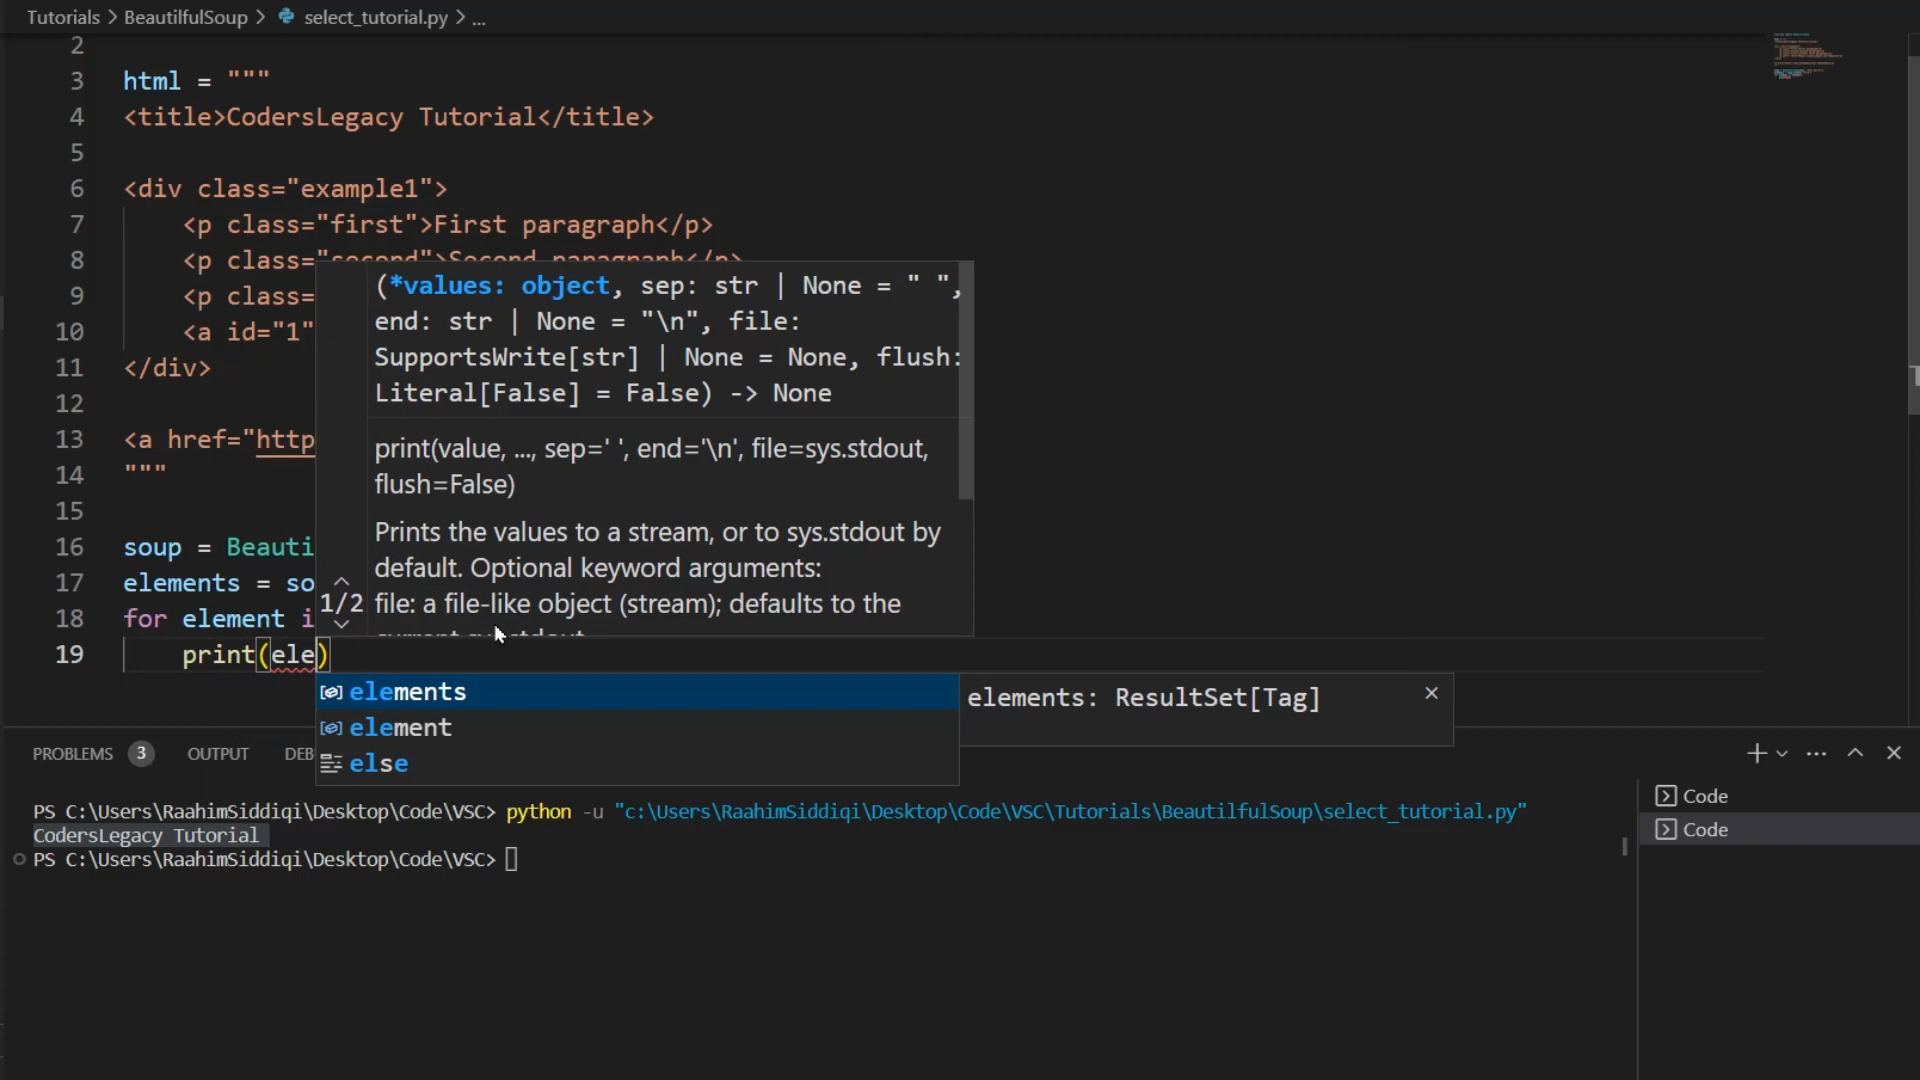 Tutorials > BeautilfulSoup > select_tutorial.py > ...
2
3 html = """
4 <title>CodersLegacy Tutorial</title>
5
6 <div class="example1">
7 <p class="first">First paragraph</p>
8 <p class="second">Second paragraph</p>
9 <p class=
10 <a id="1"
11 </div>
12
13 <a href="http
14 """
15
16 soup = Beauti
17 elements = so
18 for element i
19 print(ele)
(*values: object, sep: str | None = " ",
end: str | None = "\n", file:
SupportsWrite[str] | None = None, flush:
Literal[False] = False) -> None
print(value, ..., sep=' ', end='\n', file=sys.stdout,
flush=False)
Prints the values to a stream, or to sys.stdout by
default. Optional keyword arguments:
1/2 file: a file-like object (stream); defaults to the
elements
element
else
elements: ResultSet[Tag]
PROBLEMS 3 OUTPUT DEB
PS C:\Users\RaahimSiddiqi\Desktop\Code\VSC> python -u "c:\Users\RaahimSiddiqi\Desktop\Code\VSC\Tutorials\BeautilfulSoup\select_tutorial.py"
CodersLegacy Tutorial
PS C:\Users\RaahimSiddiqi\Desktop\Code\VSC>
Code
Code